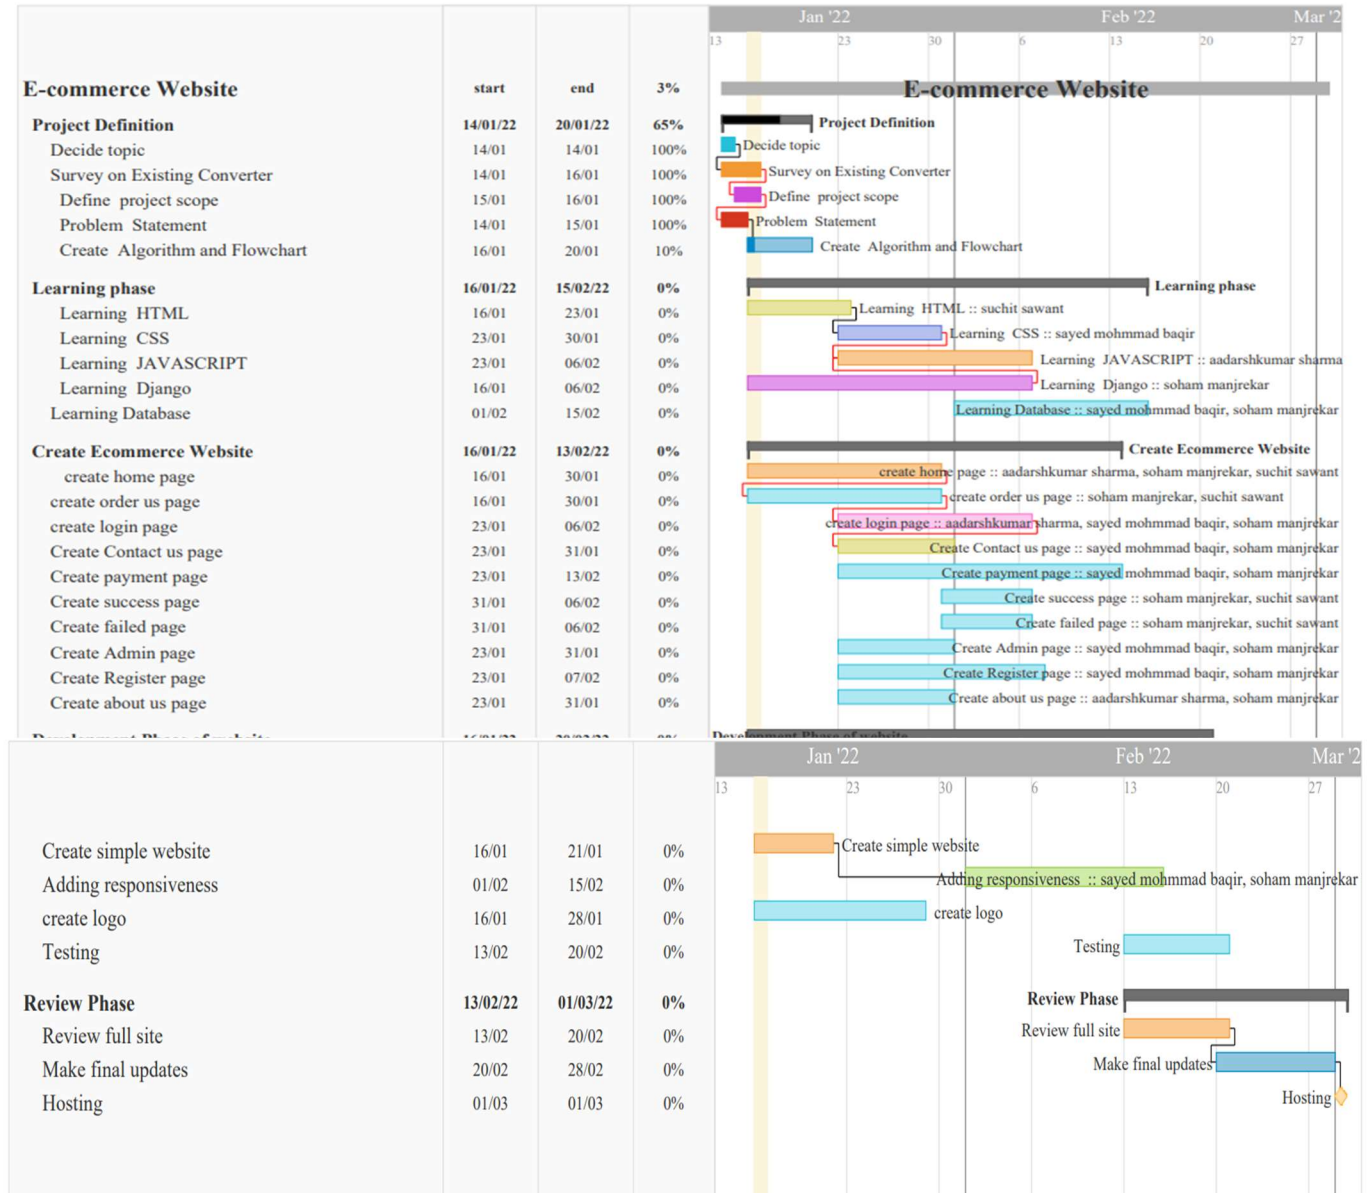 Jan '22 Feb '22 Mar '2
13 23 30 6 13 20 27
E-commerce Website start end 3% E-commerce Website
Project Definition 14/01/22 20/01/22 65% Project Definition
Decide topic 14/01 14/01 100% Decide topic
Survey on Existing Converter 14/01 16/01 100% Survey on Existing Converter
Define project scope 15/01 16/01 100% Define project scope
Problem Statement 14/01 15/01 100% Problem Statement
Create Algorithm and Flowchart 16/01 20/01 10% Create Algorithm and Flowchart
Learning phase 16/01/22 15/02/22 0% Learning phase
Learning HTML 16/01 23/01 0% Learning HTML :: suchit sawant
Learning CSS 23/01 30/01 0% Learning CSS :: sayed mohmmad baqir
Learning JAVASCRIPT 23/01 06/02 0% Learning JAVASCRIPT :: aadarshkumar sharma
Learning Django 16/01 06/02 0% Learning Django :: soham manjrekar
Learning Database 01/02 15/02 0% Learning Database :: sayed mohmmad baqir, soham manjrekar
Create Ecommerce Website 16/01/22 13/02/22 0% Create Ecommerce Website
create home page 16/01 30/01 0% create home page :: aadarshkumar sharma, soham manjrekar, suchit sawant
create order us page 16/01 30/01 0% create order us page :: soham manjrekar, suchit sawant
create login page 23/01 06/02 0% create login page :: aadarshkumar sharma, sayed mohmmad baqir, soham manjrekar
Create Contact us page 23/01 31/01 0% Create Contact us page :: sayed mohmmad baqir, soham manjrekar
Create payment page 23/01 13/02 0% Create payment page :: sayed mohmmad baqir, soham manjrekar
Create success page 31/01 06/02 0% Create success page :: soham manjrekar, suchit sawant
Create failed page 31/01 06/02 0% Create failed page :: soham manjrekar, suchit sawant
Create Admin page 23/01 31/01 0% Create Admin page :: sayed mohmmad baqir, soham manjrekar
Create Register page 23/01 07/02 0% Create Register page :: sayed mohmmad baqir, soham manjrekar
Create about us page 23/01 31/01 0% Create about us page :: aadarshkumar sharma, soham manjrekar
Development Phase of website 16/01/22 20/02/22 0% Development Phase of website
Jan '22 Feb '22 Mar '2
13 23 30 6 13 20 27
Create simple website 16/01 21/01 0% Create simple website
Adding responsiveness 01/02 15/02 0% Adding responsiveness :: sayed mohmmad baqir, soham manjrekar
create logo 16/01 28/01 0% create logo
Testing 13/02 20/02 0% Testing
Review Phase 13/02/22 01/03/22 0% Review Phase
Review full site 13/02 20/02 0% Review full site
Make final updates 20/02 28/02 0% Make final updates
Hosting 01/03 01/03 0% Hosting